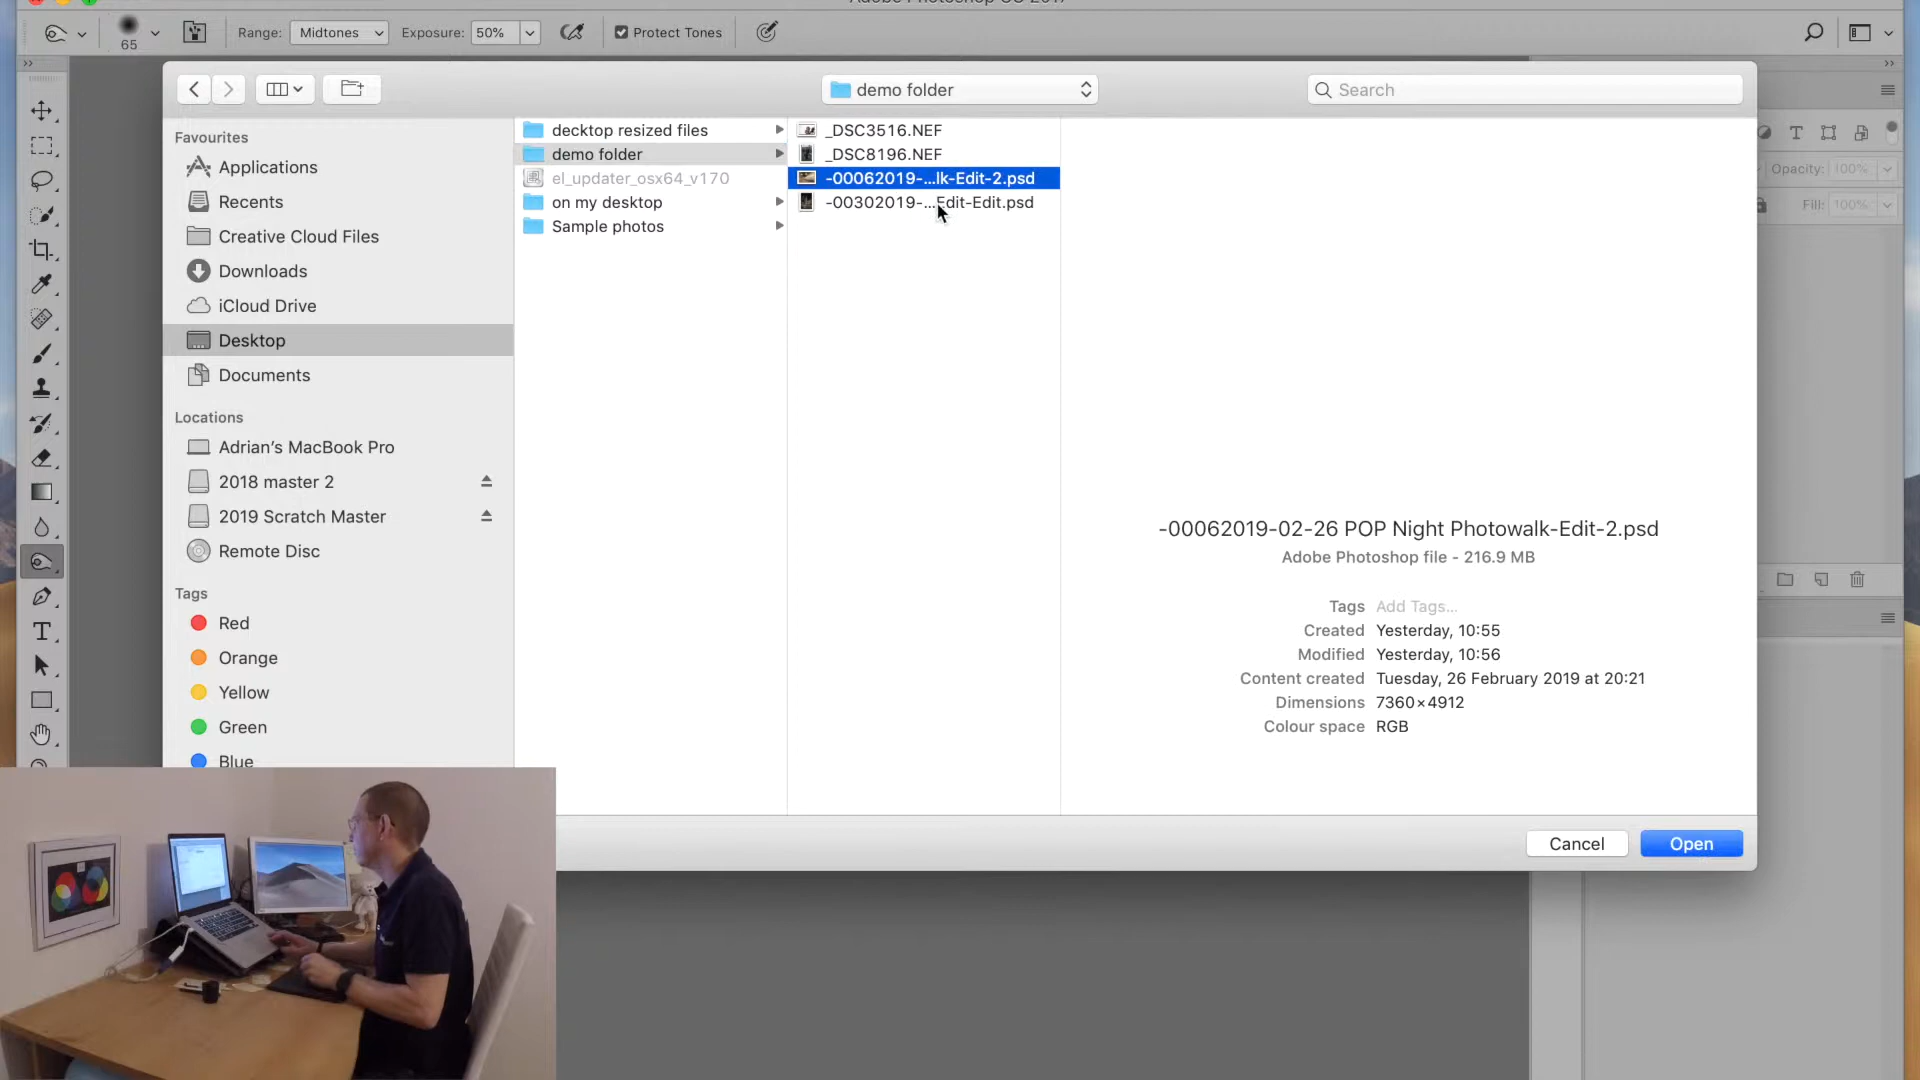 65
Range:
Midtones
Exposure:
50%
Protect Tones
demo folder
Search
Favourites
Applications
Recents
Creative Cloud Files
Downloads
iCloud Drive
Desktop
Documents
Locations
Adrian's MacBook Pro
2018 master 2
2019 Scratch Master
Remote Disc
Tags
Red
Orange
Yellow
Green
Blue
decktop resized files
demo folder
el_updater_osx64_v170
on my desktop
Sample photos
_DSC3516.NEF
_DSC8196.NEF
-00062019-...lk-Edit-2.psd
-00302019-...Edit-Edit.psd
-00062019-02-26 POP Night Photowalk-Edit-2.psd
Adobe Photoshop file - 216.9 MB
Tags Add Tags...
Created Yesterday, 10:55
Modified Yesterday, 10:56
Content created Tuesday, 26 February 2019 at 20:21
Dimensions 7360×4912
Colour space RGB
Cancel
Open
Opacity: 100%
Fill: 100%